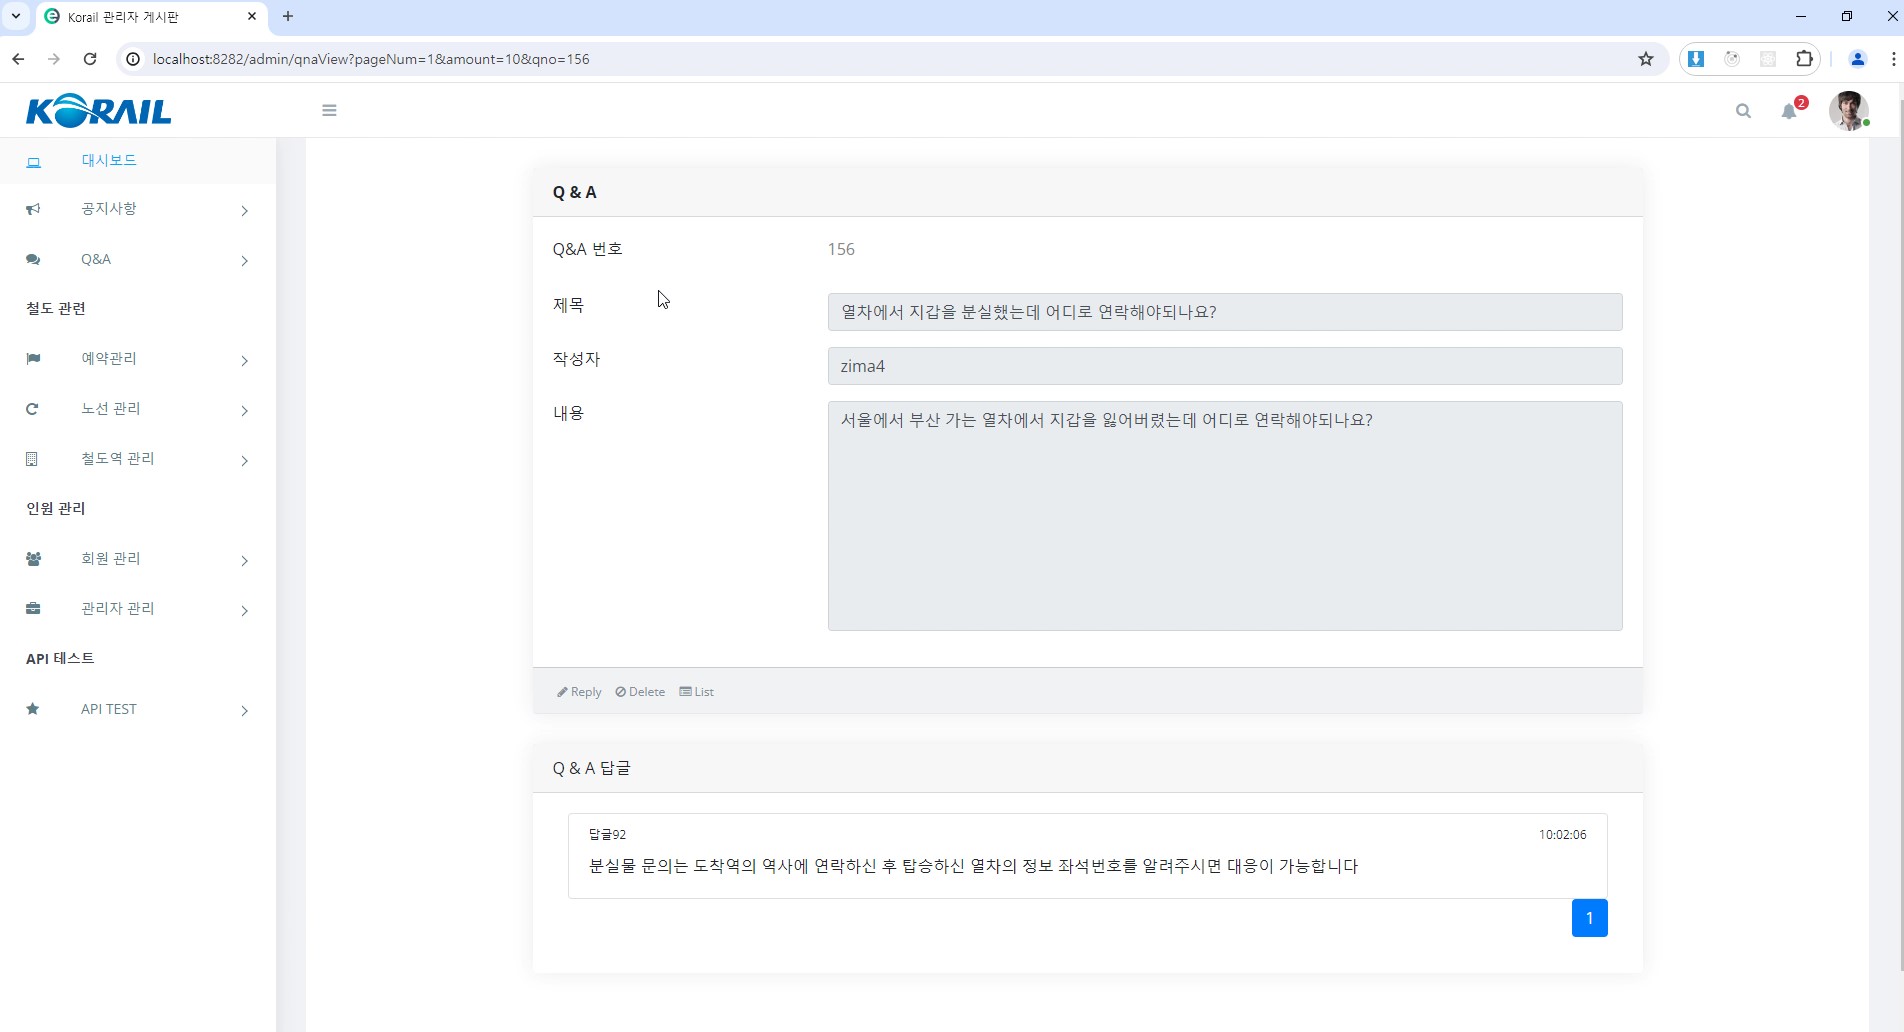 Korail 관리자 게시판
localhost:8282/admin/qnaView?pageNum=1&amount=10&qno=156
KORAIL
2
대시보드
공지사항
Q&A
철도 관련
예약관리
노선 관리
철도역 관리
인원 관리
회원 관리
관리자 관리
API 테스트
API TEST
Q & A
Q&A 번호 156
제목 열차에서 지갑을 분실했는데 어디로 연락해야되나요?
작성자 zima4
내용 서울에서 부산 가는 열차에서 지갑을 잃어버렸는데 어디로 연락해야되나요?
Reply Delete List
Q & A 답글
답글92 10:02:06
분실물 문의는 도착역의 역사에 연락하신 후 탑승하신 열차의 정보 좌석번호를 알려주시면 대응이 가능합니다
1